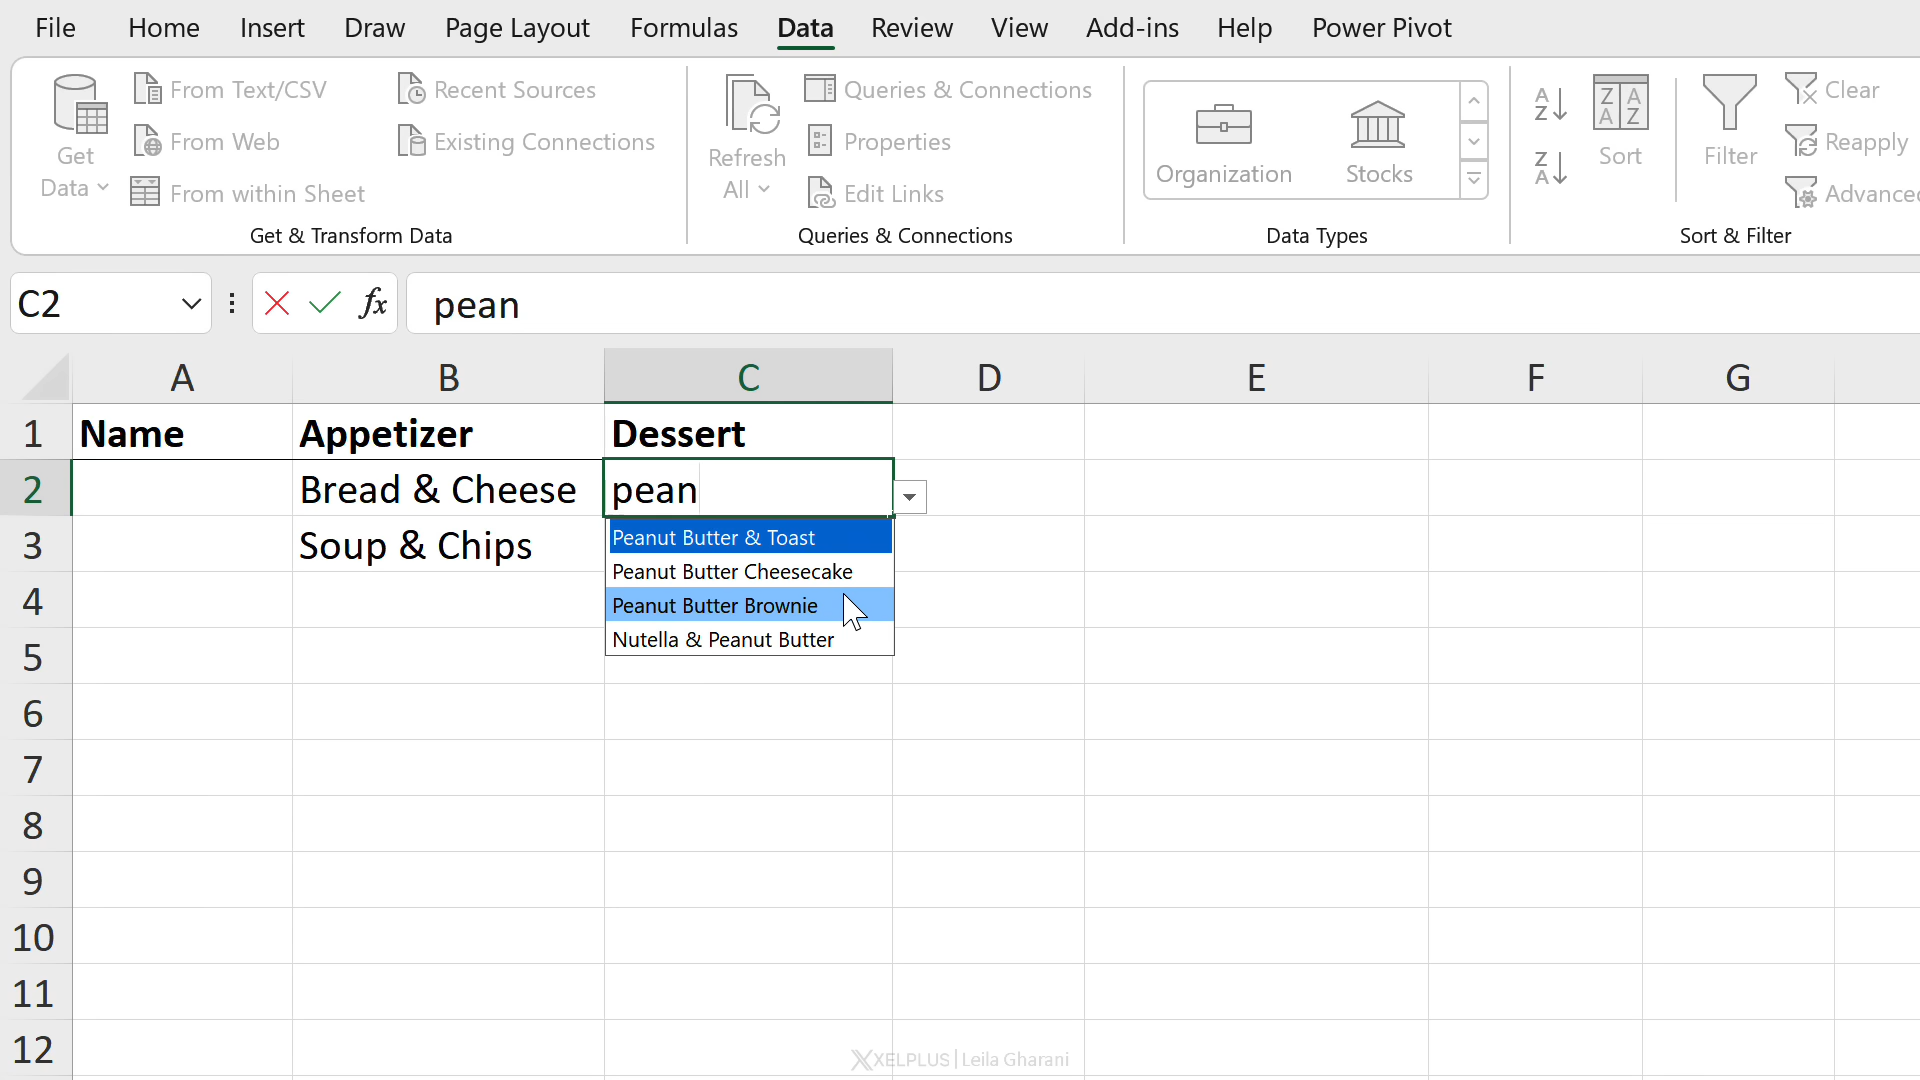 File Home Insert Draw Page Layout Formulas Data Review View Add-ins Help Power Pivot
Get Data
From Text/CSV
From Web
From within Sheet
Recent Sources
Existing Connections
Get & Transform Data
Refresh All
Queries & Connections
Properties
Edit Links
Queries & Connections
Organization
Stocks
Data Types
A Z
Z A
Z A A Z
Sort
Filter
Clear
Reapply
Advanced
Sort & Filter
C2 fx pean
A B C D E F G
1 Name Appetizer Dessert
2 Bread & Cheese pean
3 Soup & Chips
Peanut Butter & Toast
Peanut Butter Cheesecake
4
Peanut Butter Brownie
Nutella & Peanut Butter
5
6
7
8
9
10
11
12
XELPLUS | Leila Gharani